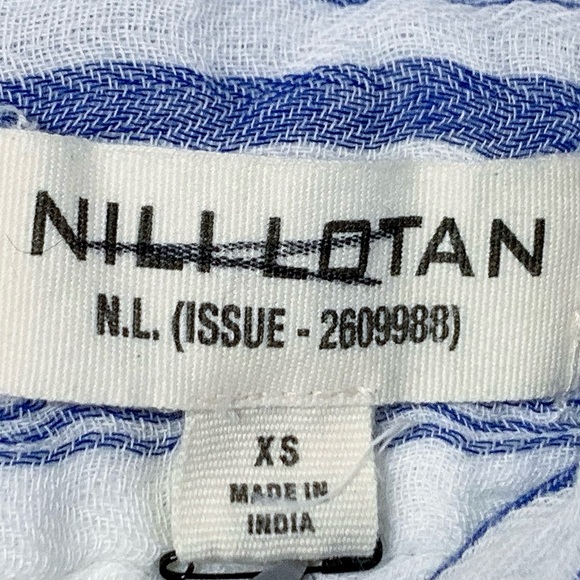 NILI LOTAN
N.L. (ISSUE - 2609988)
XS
MADE IN
INDIA